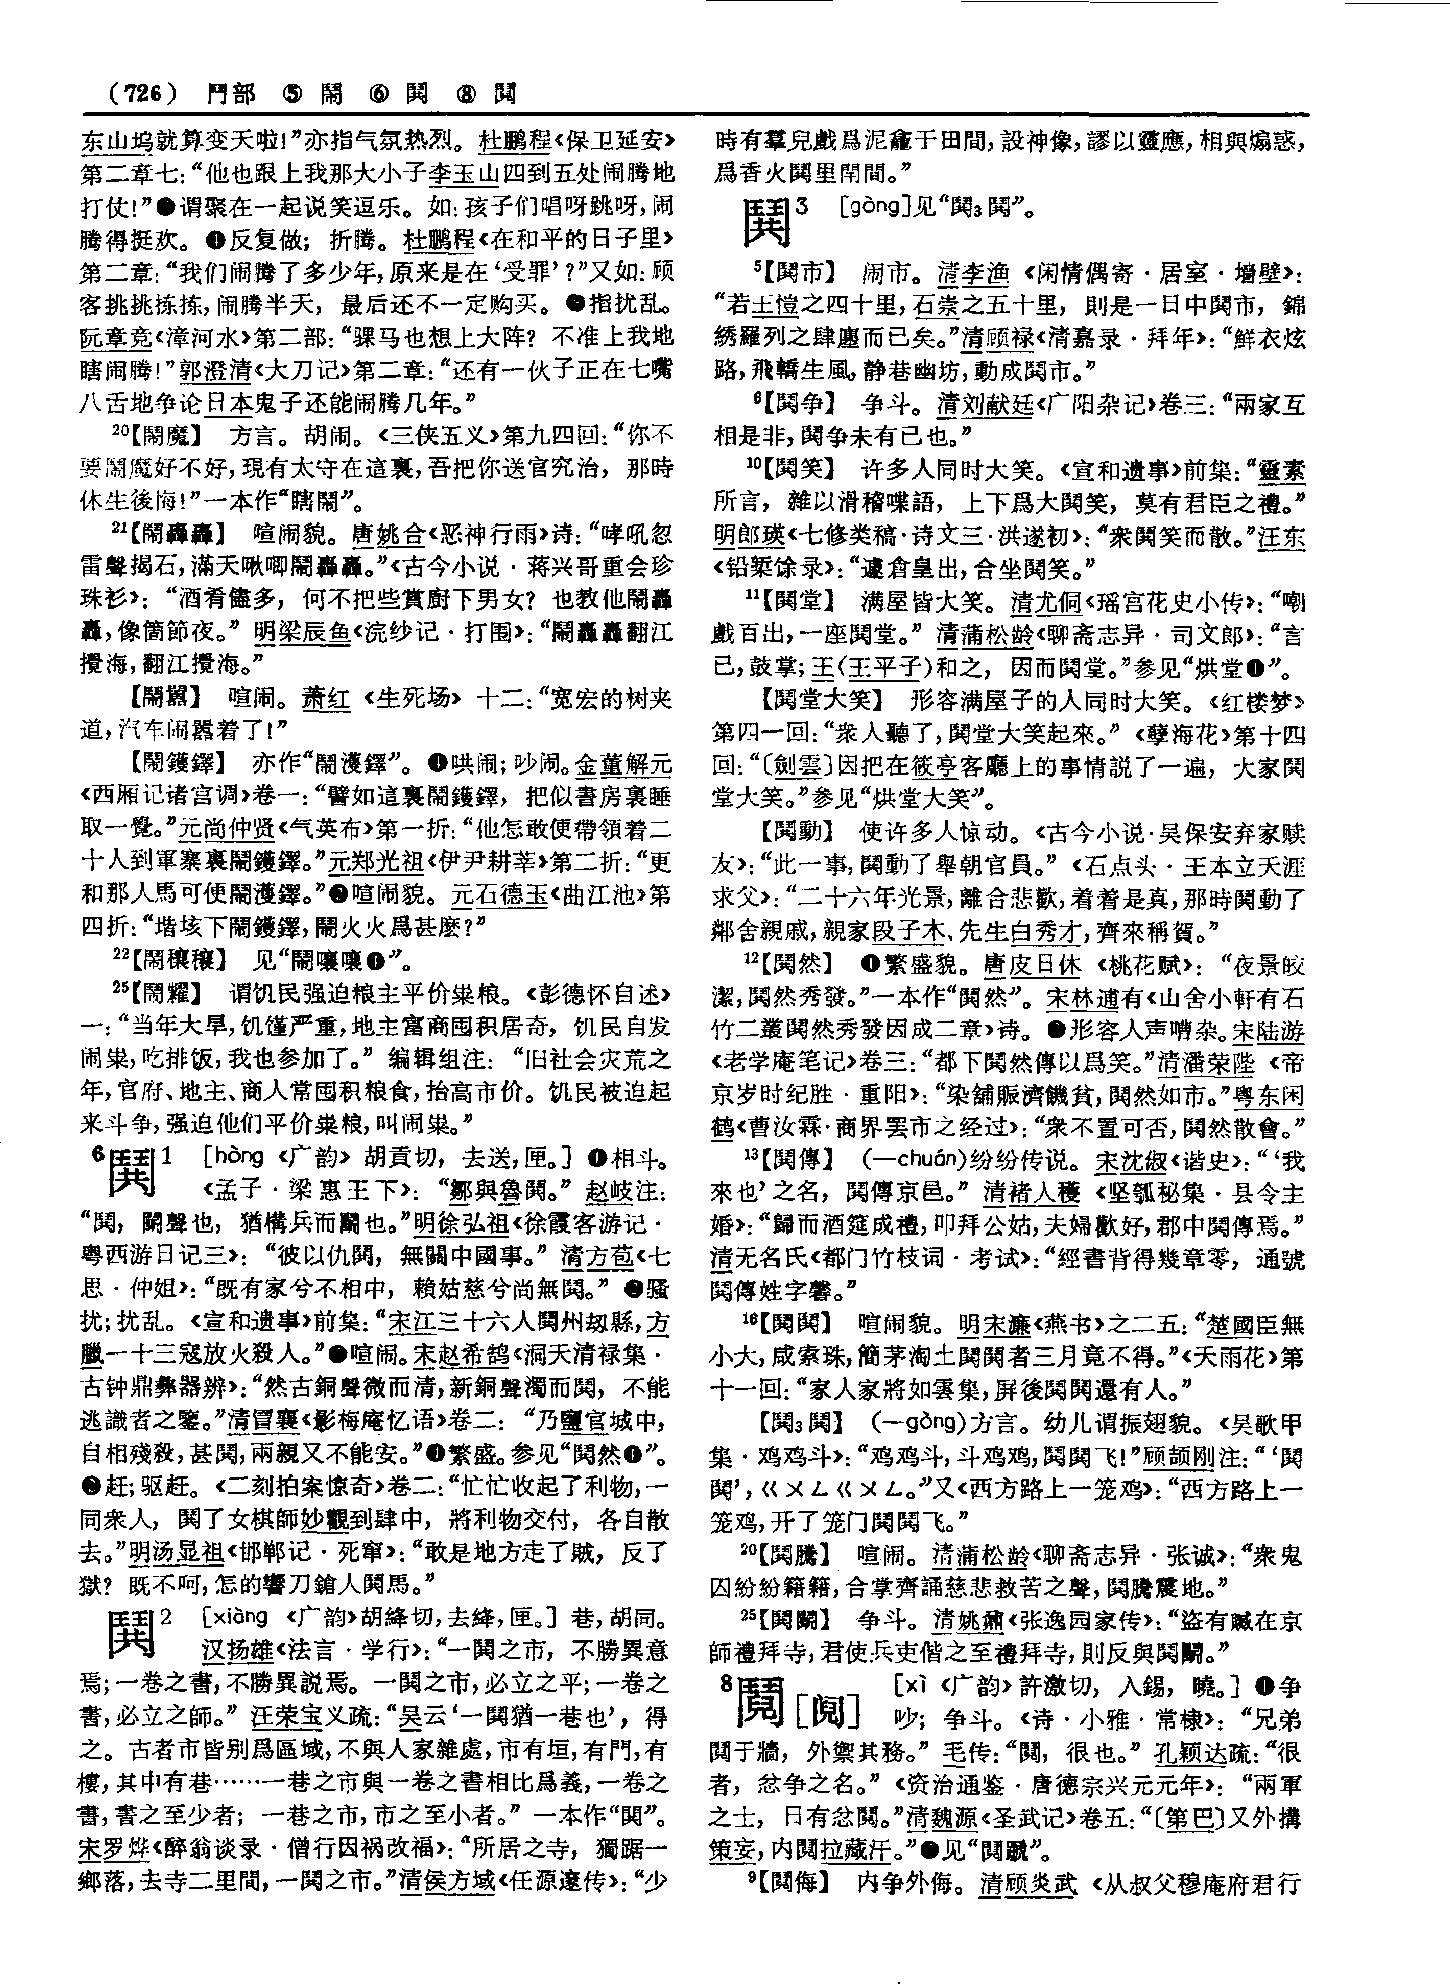 (726) 鬥部 ⑤ 鬧 ⑥ 鬨 ⑧ 鬩
东山坞就算变天啦!”亦指气氛热烈。杜鹏程《保卫延安》
第二章七:“他也跟上我那大小子李玉山四到五处闹腾地
打仗!”❸谓聚在一起说笑逗乐。如:孩子们唱呀跳呀,闹
腾得挺欢。❹反复做;折腾。杜鹏程《在和平的日子里》
第二章:“我们闹腾了多少年,原来是在‘受罪’?”又如:顾
客挑挑拣拣,闹腾半天,最后还不一定购买。❺指扰乱。
阮章竞《漳河水》第二部:“骒马也想上大阵?不准上我地
瞎闹腾!”郭澄清《大刀记》第二章:“还有一伙子正在七嘴
八舌地争论日本鬼子还能闹腾几年。”
20【鬧魔】 方言。胡闹。《三侠五义》第九四回:“你不
要鬧魔好不好,現有太守在這裏,吾把你送官究治,那時
休生後悔!”一本作“瞎鬧”。
21【鬧轟轟】 喧闹貌。唐姚合《恶神行雨》诗:“哮吼忽
雷聲揭石,滿天啾唧鬧轟轟。”《古今小说·蒋兴哥重会珍
珠衫》:“酒肴儘多,何不把些賞廚下男女?也教他鬧轟
轟,像箇節夜。”明梁辰鱼《浣纱记·打围》:“鬧轟轟翻江
攪海,翻江攪海。”
【鬧嚣】 喧闹。萧红《生死场》十二:“宽宏的树夹
道,汽车闹嚣着了!”
【鬧鑊鐸】 亦作“鬧濩鐸”。❶哄闹;吵闹。金董解元
《西厢记诸宫调》卷一:“譬如這裏鬧鑊鐸,把似書房裏睡
取一覺。”元尚仲贤《气英布》第一折:“他怎敢便帶領着二
十人到軍寨裏鬧鑊鐸。”元郑光祖《伊尹耕莘》第二折:“更
和那人馬可便鬧濩鐸。”❷喧闹貌。元石德玉《曲江池》第
四折:“堦垓下鬧鑊鐸,鬧火火爲甚麽?”
22【鬧穰穰】 见“鬧嚷嚷❶”。
25【鬧糶】 谓饥民强迫粮主平价粜粮。《彭德怀自述》
一:“当年大旱,饥馑严重,地主富商囤积居奇,饥民自发
闹粜,吃排饭,我也参加了。”编辑组注:“旧社会灾荒之
年,官府、地主、商人常囤积粮食,抬高市价。饥民被迫起
来斗争,强迫他们平价粜粮,叫闹粜。”
6鬨1 [hòng《广韵》胡貢切,去送,匣。]❶相斗。
《孟子·梁惠王下》:“鄒與魯鬨。”赵岐注:
“鬨,鬭聲也,猶構兵而鬭也。”明徐弘祖《徐霞客游记·
粤西游日记三》:“彼以仇鬨,無關中國事。”清方苞《七
思·仲姐》:“既有家兮不相中,賴姑慈兮尚無鬨。”❷骚
扰;扰乱。《宣和遗事》前集:“宋江三十六人鬨州刼縣,方
臘一十三寇放火殺人。”❸喧闹。宋赵希鹄《洞天清禄集·
古钟鼎彝器辨》:“然古銅聲微而清,新銅聲濁而鬨,不能
逃識者之鑒。”清冒襄《影梅庵忆语》卷二:“乃鹽官城中,
自相殘殺,甚鬨,兩親又不能安。”❹繁盛。参见“鬨然❶”。
❺赶;驱赶。《二刻拍案惊奇》卷二:“忙忙收起了利物,一
同衆人,鬨了女棋師妙觀到肆中,將利物交付,各自散
去。”明汤显祖《邯郸记·死窜》:“敢是地方走了賊,反了
獄?既不呵,怎的響刀鎗人鬨馬。”
鬨2 [xiàng《广韵》胡絳切,去絳,匣。]巷,胡同。
汉扬雄《法言·学行》:“一鬨之市,不勝異意
焉;一卷之書,不勝異説焉。一鬨之市,必立之平;一卷之
書,必立之師。”汪荣宝义疏:“吴云‘一鬨猶一巷也’,得
之。古者市皆别爲區域,不與人家雜處,市有垣,有門,有
樓,其中有巷……一巷之市與一卷之書相比爲義,一卷之
書,書之至少者;一巷之市,市之至小者。”一本作“閧”。
宋罗烨《醉翁谈录·僧行因祸改福》:“所居之寺,獨踞一
鄉落,去寺二里間,一鬨之市。”清侯方域《任源邃传》:“少
時有羣兒戲爲泥龕于田間,設神像,謬以靈應,相與煽惑,
爲香火鬨里閈間。”
鬨3 [gòng]见“鬨3鬨”。
5【鬨市】 闹市。清李渔《闲情偶寄·居室·墙壁》:
“若王愷之四十里,石崇之五十里,則是一日中鬨市,錦
綉羅列之肆廛而已矣。”清顾禄《清嘉录·拜年》:“鮮衣炫
路,飛轎生風,静巷幽坊,動成鬨市。”
6【鬨争】 争斗。清刘献廷《广阳杂记》卷三:“兩家互
相是非,鬨争未有已也。”
10【鬨笑】 许多人同时大笑。《宣和遗事》前集:“靈素
所言,雜以滑稽喋語,上下爲大鬨笑,莫有君臣之禮。”
明郎瑛《七修类稿·诗文三·洪遂初》:“衆鬨笑而散。”汪东
《铅椠馀录》:“遽倉皇出,合坐鬨笑。”
11【鬨堂】 满屋皆大笑。清尤侗《瑶宫花史小传》:“嘲
戲百出,一座鬨堂。”清蒲松龄《聊斋志异·司文郎》:“言
已,鼓掌;王(王平子)和之,因而鬨堂。”参见“烘堂❶”。
【鬨堂大笑】 形容满屋子的人同时大笑。《红楼梦》
第四一回:“衆人聽了,鬨堂大笑起來。”《孽海花》第十四
回:“〔劍雲〕因把在筱亭客廳上的事情説了一遍,大家鬨
堂大笑。”参见“烘堂大笑”。
【鬨動】 使许多人惊动。《古今小说·吴保安弃家赎
友》:“此一事,鬨動了舉朝官員。”《石点头·王本立天涯
求父》:“二十六年光景,離合悲歡,着着是真,那時鬨動了
鄰舍親戚,親家段子木、先生白秀才,齊來稱賀。”
12【鬨然】 ❶繁盛貌。唐皮日休《桃花赋》:“夜景皎
潔,鬨然秀發。”一本作“閧然”。宋林逋有《山舍小軒有石
竹二叢鬨然秀發因成二章》诗。❷形容人声喧杂。宋陆游
《老学庵笔记》卷三:“都下鬨然傳以爲笑。”清潘荣陛《帝
京岁时纪胜·重阳》:“染舖賑濟饑貧,鬨然如市。”粤东闲
鹤《曹汝霖·商界罢市之经过》:“衆不置可否,鬨然散會。”
13【鬨傳】 (—chuán)纷纷传说。宋沈俶《谐史》:“‘我
來也’之名,鬨傳京邑。”清褚人穫《坚瓠秘集·县令主
婚》:“歸而酒筵成禮,叩拜公姑,夫婦歡好,郡中鬨傳焉。”
清无名氏《都门竹枝词·考试》:“經書背得幾章零,通號
鬨傳姓字馨。”
16【鬨鬨】 喧闹貌。明宋濂《燕书》之二五:“楚國臣無
小大,咸索珠,簡茅淘土鬨鬨者三月竟不得。”《天雨花》第
十一回:“家人家將如雲集,屏後鬨鬨還有人。”
【鬨3鬨】 (—gòng)方言。幼儿谓振翅貌。《吴歌甲
集·鸡鸡斗》:“鸡鸡斗,斗鸡鸡,鬨鬨飞!”顾颉刚注:“‘鬨
鬨’,ㄍㄨㄥㄍㄨㄥ。”又《西方路上一笼鸡》:“西方路上一
笼鸡,开了笼门鬨鬨飞。”
20【鬨騰】 喧闹。清蒲松龄《聊斋志异·张诚》:“衆鬼
囚紛紛籍籍,合掌齊誦慈悲救苦之聲,鬨騰震地。”
25【鬨鬭】 争斗。清姚鼐《张逸园家传》:“盗有贓在京
師禮拜寺,君使兵吏偕之至禮拜寺,則反與鬨鬭。”
8鬩[阋] [xì《广韵》許激切,入錫,曉。]❶争
吵;争斗。《诗·小雅·常棣》:“兄弟
鬩于牆,外禦其務。”毛传:“鬩,很也。”孔颖达疏:“很
者,忿争之名。”《资治通鉴·唐德宗兴元元年》:“兩軍
之士,日有忿鬩。”清魏源《圣武记》卷五:“〔第巴〕又外搆
策妄,内鬩拉藏汗。”❷见“鬩颶”。
9【鬩侮】 内争外侮。清顾炎武《从叔父穆庵府君行